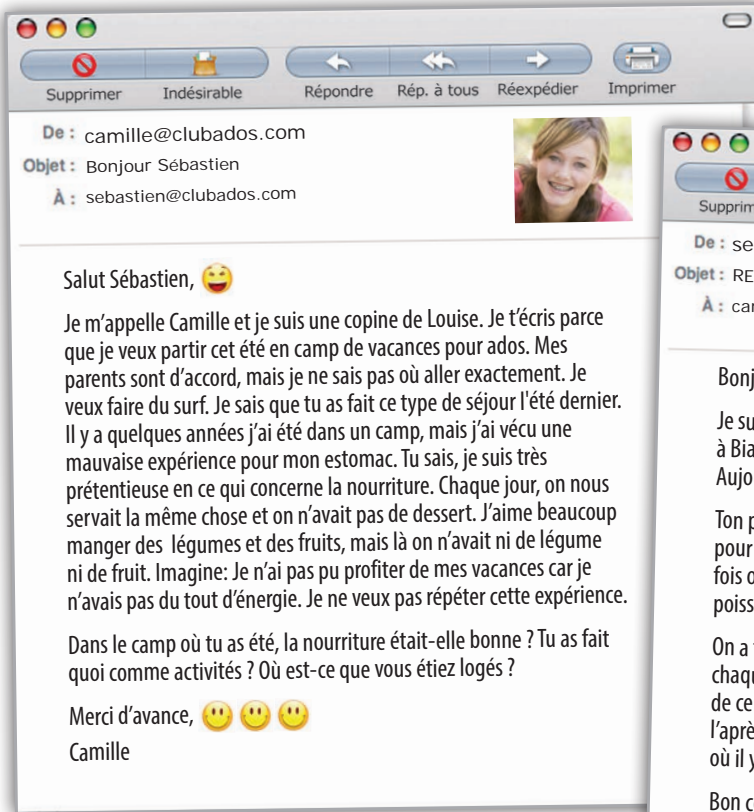 Supprimer Indésirable Répondre Rép. à tous Réexpédier Imprimer
De : camille@clubados.com
Objet : Bonjour Sébastien
À : sebastien@clubados.com
Salut Sébastien,
Je m'appelle Camille et je suis une copine de Louise. Je t'écris parce
que je veux partir cet été en camp de vacances pour ados. Mes
parents sont d'accord, mais je ne sais pas où aller exactement. Je
veux faire du surf. Je sais que tu as fait ce type de séjour l'été dernier.
Il y a quelques années j'ai été dans un camp, mais j'ai vécu une
mauvaise expérience pour mon estomac. Tu sais, je suis très
prétentieuse en ce qui concerne la nourriture. Chaque jour, on nous
servait la même chose et on n'avait pas de dessert. J'aime beaucoup
manger des légumes et des fruits, mais là on n'avait ni de légume
ni de fruit. Imagine: Je n'ai pas pu profiter de mes vacances car je
n'avais pas du tout d'énergie. Je ne veux pas répéter cette expérience.
Dans le camp où tu as été, la nourriture était-elle bonne ? Tu as fait
quoi comme activités ? Où est-ce que vous étiez logés ?
Merci d'avance,
Camille
De : se
Objet : RE
À : ca
Bonj
Je su
à Bia
Aujo
Ton p
pour
fois o
poiss
On a
chaqu
de ce
l'aprè
où il y
Bon c